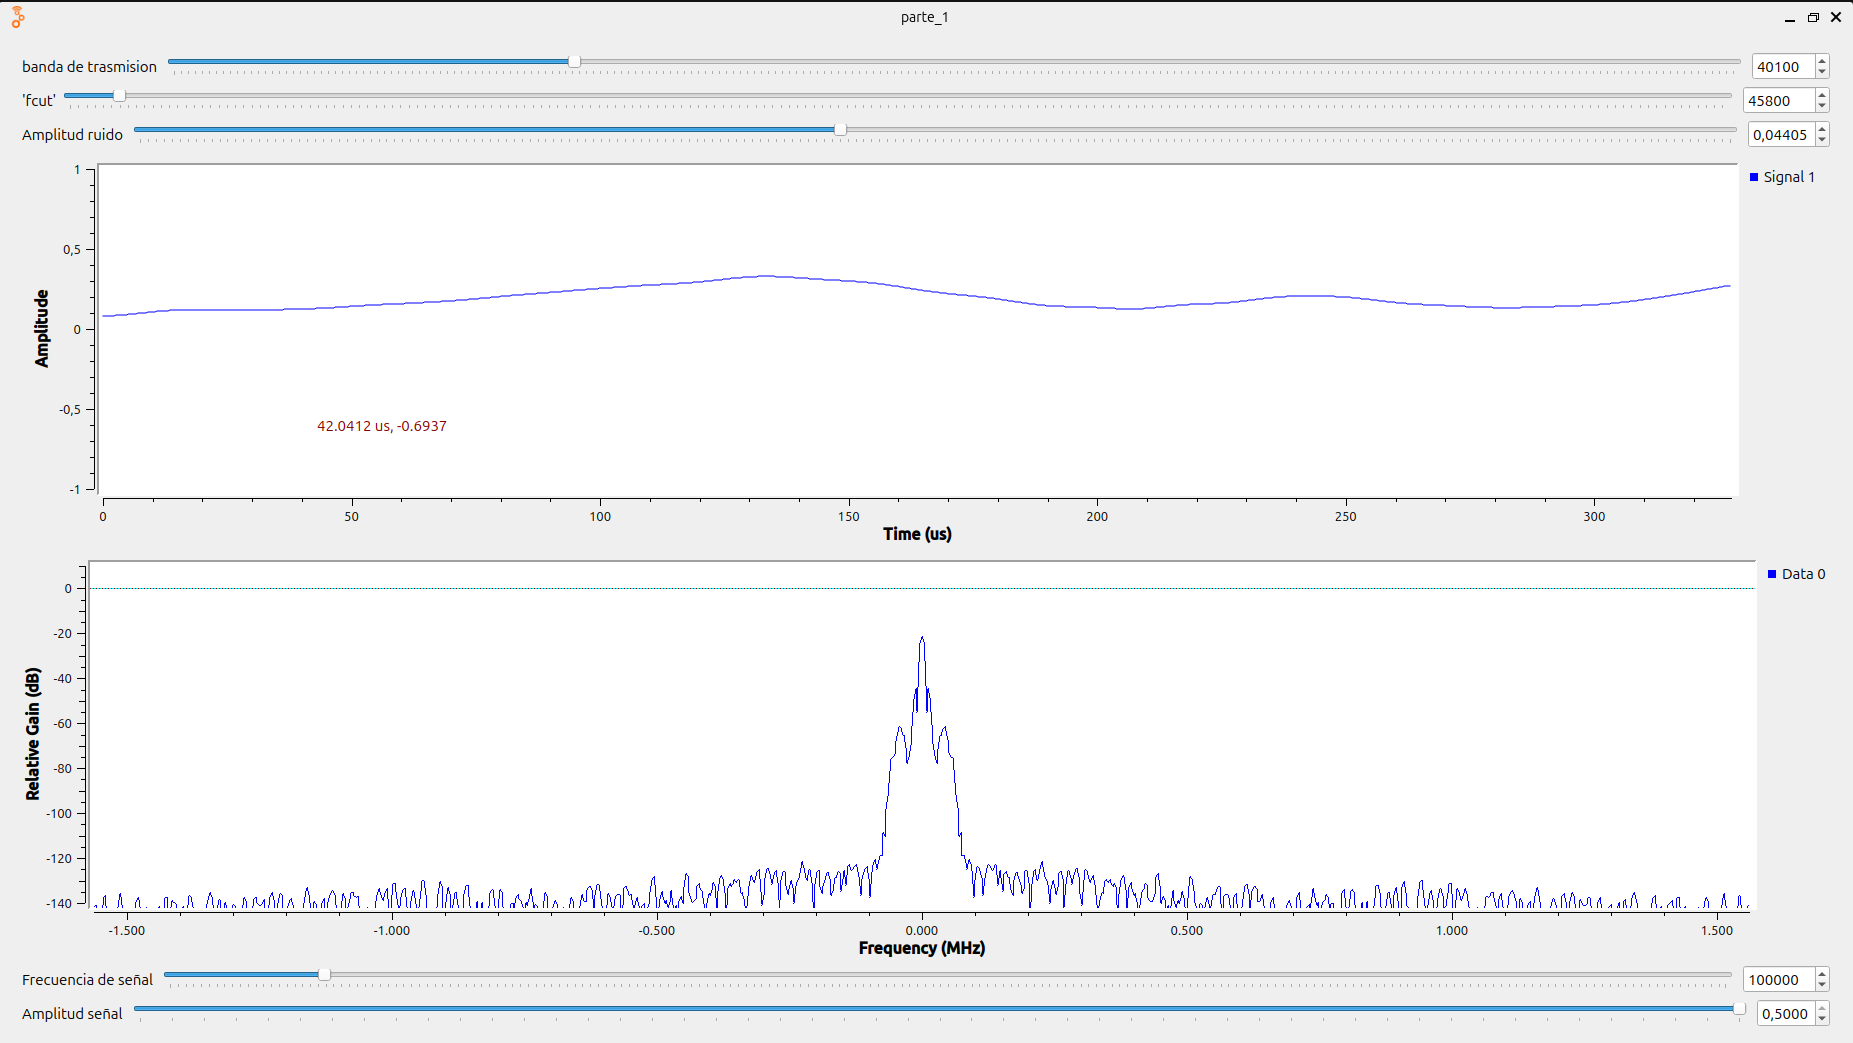 parte_1
banda de trasmision 40100
'fcut' 45800
Amplitud ruido 0,04405
Signal 1
1
0,5
0
-0,5
-1
Amplitude
42.0412 us, -0.6937
0 50 100 150 200 250 300
Time (us)
Data 0
0
-20
-40
-60
-80
-100
-120
-140
Relative Gain (dB)
-1.500 -1.000 -0.500 0.000 0.500 1.000 1.500
Frequency (MHz)
Frecuencia de señal 100000
Amplitud señal 0,5000